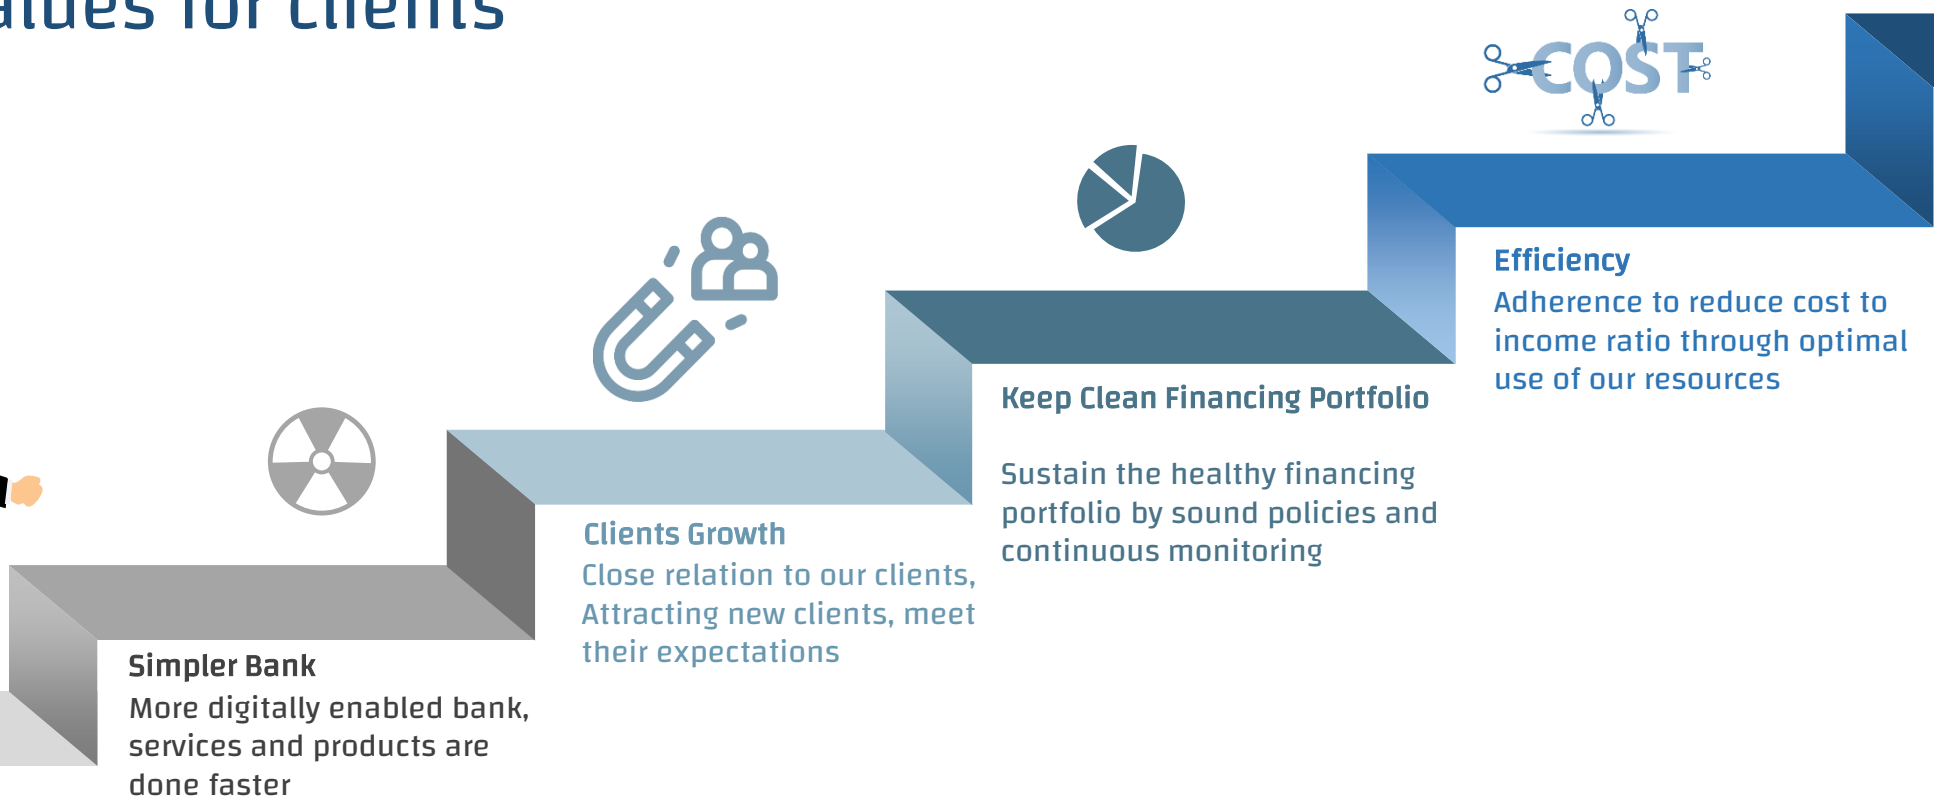 for clients
COST
Efficiency
Adherence to reduce cost to
income ratio through optimal
use of our resources
Keep Clean Financing Portfolio
Sustain the healthy financing
portfolio by sound policies and
continuous monitoring
Clients Growth
Close relation to our clients,
Attracting new clients, meet
their expectations
Simpler Bank
More digitally enabled bank,
services and products are
done faster